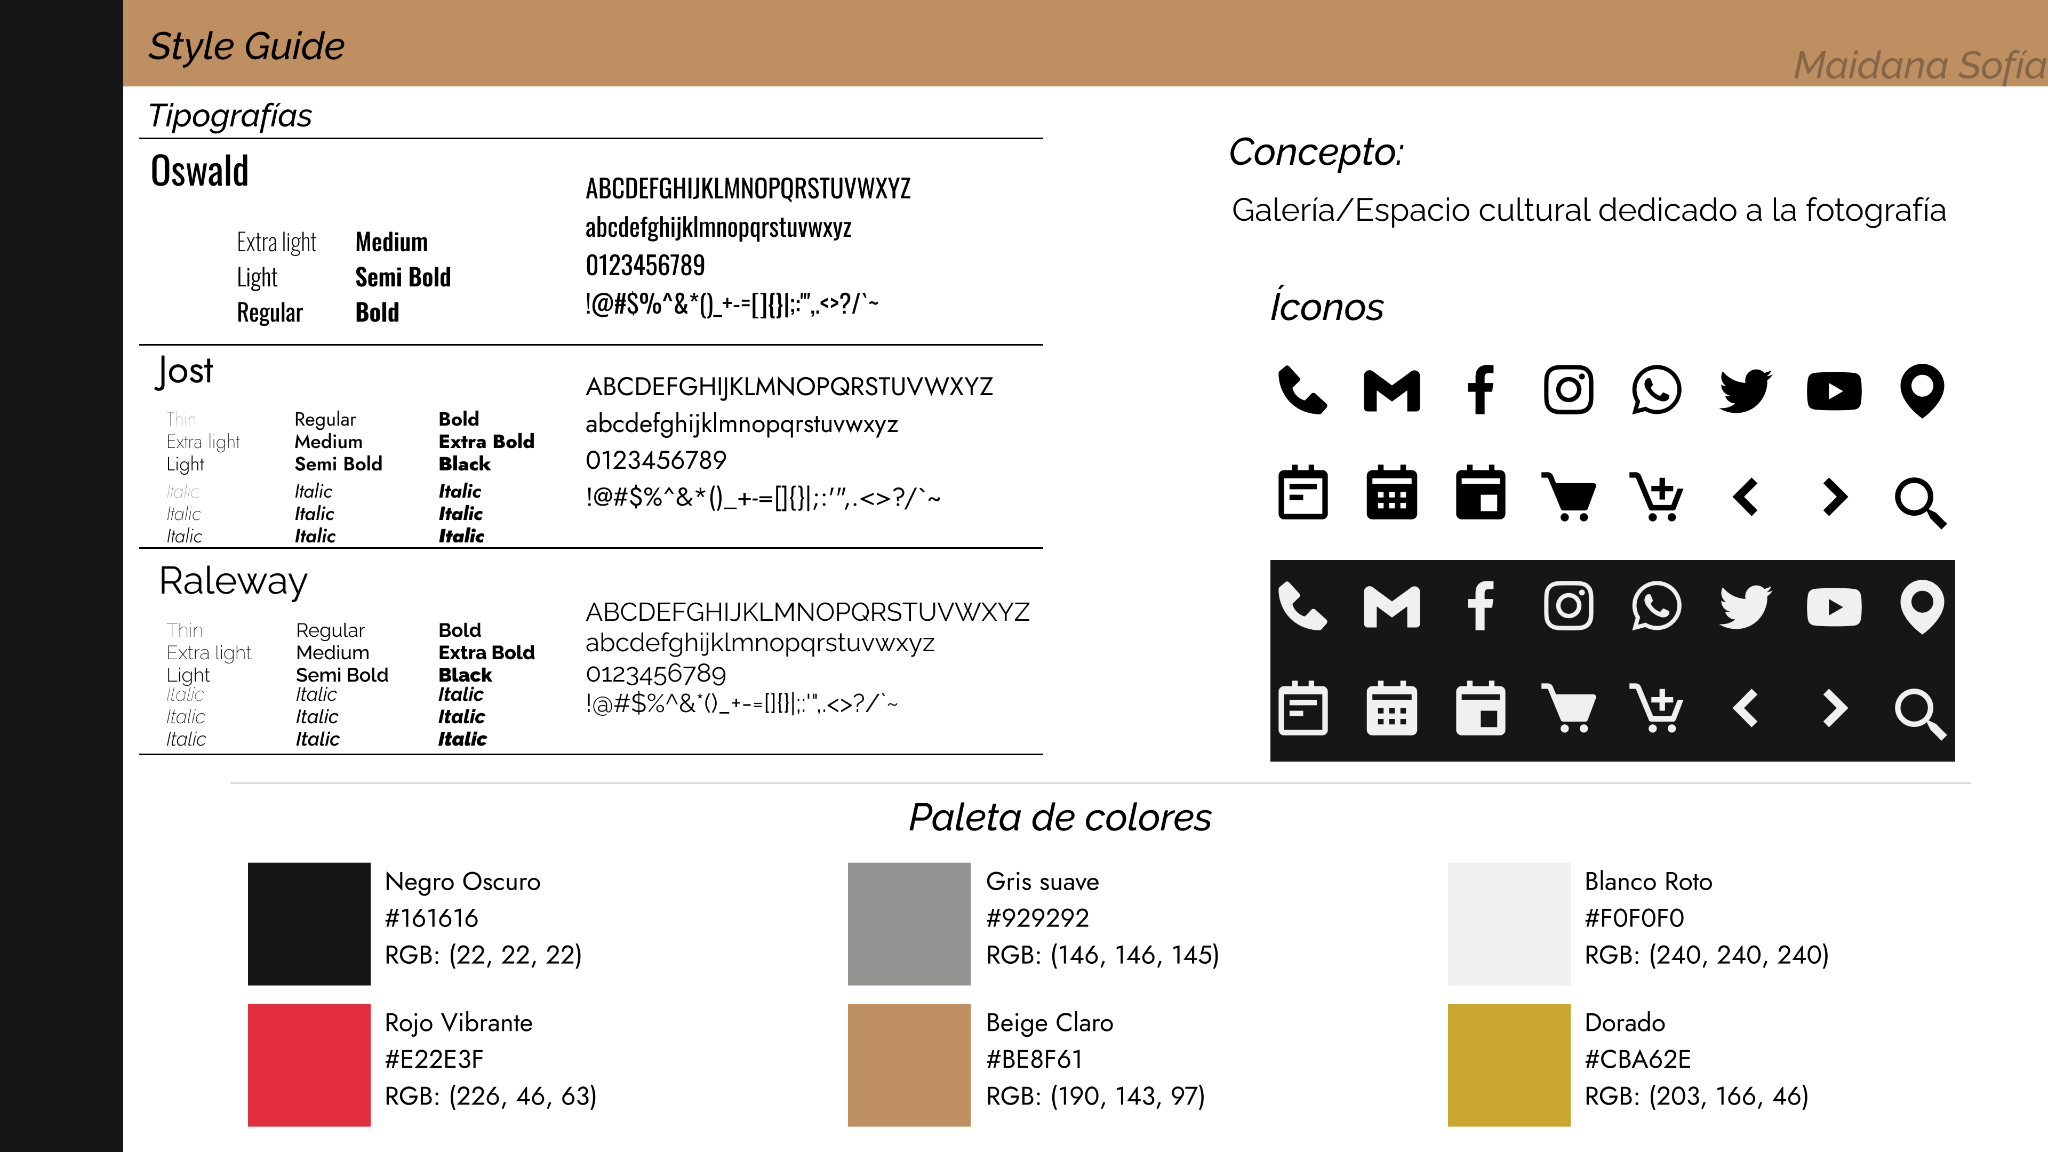 Style Guide
Maidana Sofía
Tipografías
Oswald
Extra light
Medium
Light
Semi Bold
Regular
Bold
ABCDEFGHIJKLMNOPQRSTUVWXYZ
abcdefghijklmnopqrstuvwxyz
0123456789
!@#$%^&*()_+-=[]{}|;:'",.<>?/`~
Jost
Thin
Regular
Bold
Extra light
Medium
Extra Bold
Light
Semi Bold
Black
Italic
Italic
Italic
Italic
Italic
Italic
Italic
Italic
Italic
ABCDEFGHIJKLMNOPQRSTUVWXYZ
abcdefghijklmnopqrstuvwxyz
0123456789
!@#$%^&*()_+-=[]{}|;:'",.<>?/`~
Raleway
Thin
Regular
Bold
Extra light
Medium
Extra Bold
Light
Semi Bold
Black
Italic
Italic
Italic
Italic
Italic
Italic
Italic
Italic
Italic
ABCDEFGHIJKLMNOPQRSTUVWXYZ
abcdefghijklmnopqrstuvwxyz
0123456789
!@#$%^&*()_+-=[]{}|;:'",.<>?/`~
Concepto:
Galería/Espacio cultural dedicado a la fotografía
Íconos
Paleta de colores
Negro Oscuro
#161616
RGB: (22, 22, 22)
Gris suave
#929292
RGB: (146, 146, 145)
Blanco Roto
#F0F0F0
RGB: (240, 240, 240)
Rojo Vibrante
#E22E3F
RGB: (226, 46, 63)
Beige Claro
#BE8F61
RGB: (190, 143, 97)
Dorado
#CBA62E
RGB: (203, 166, 46)